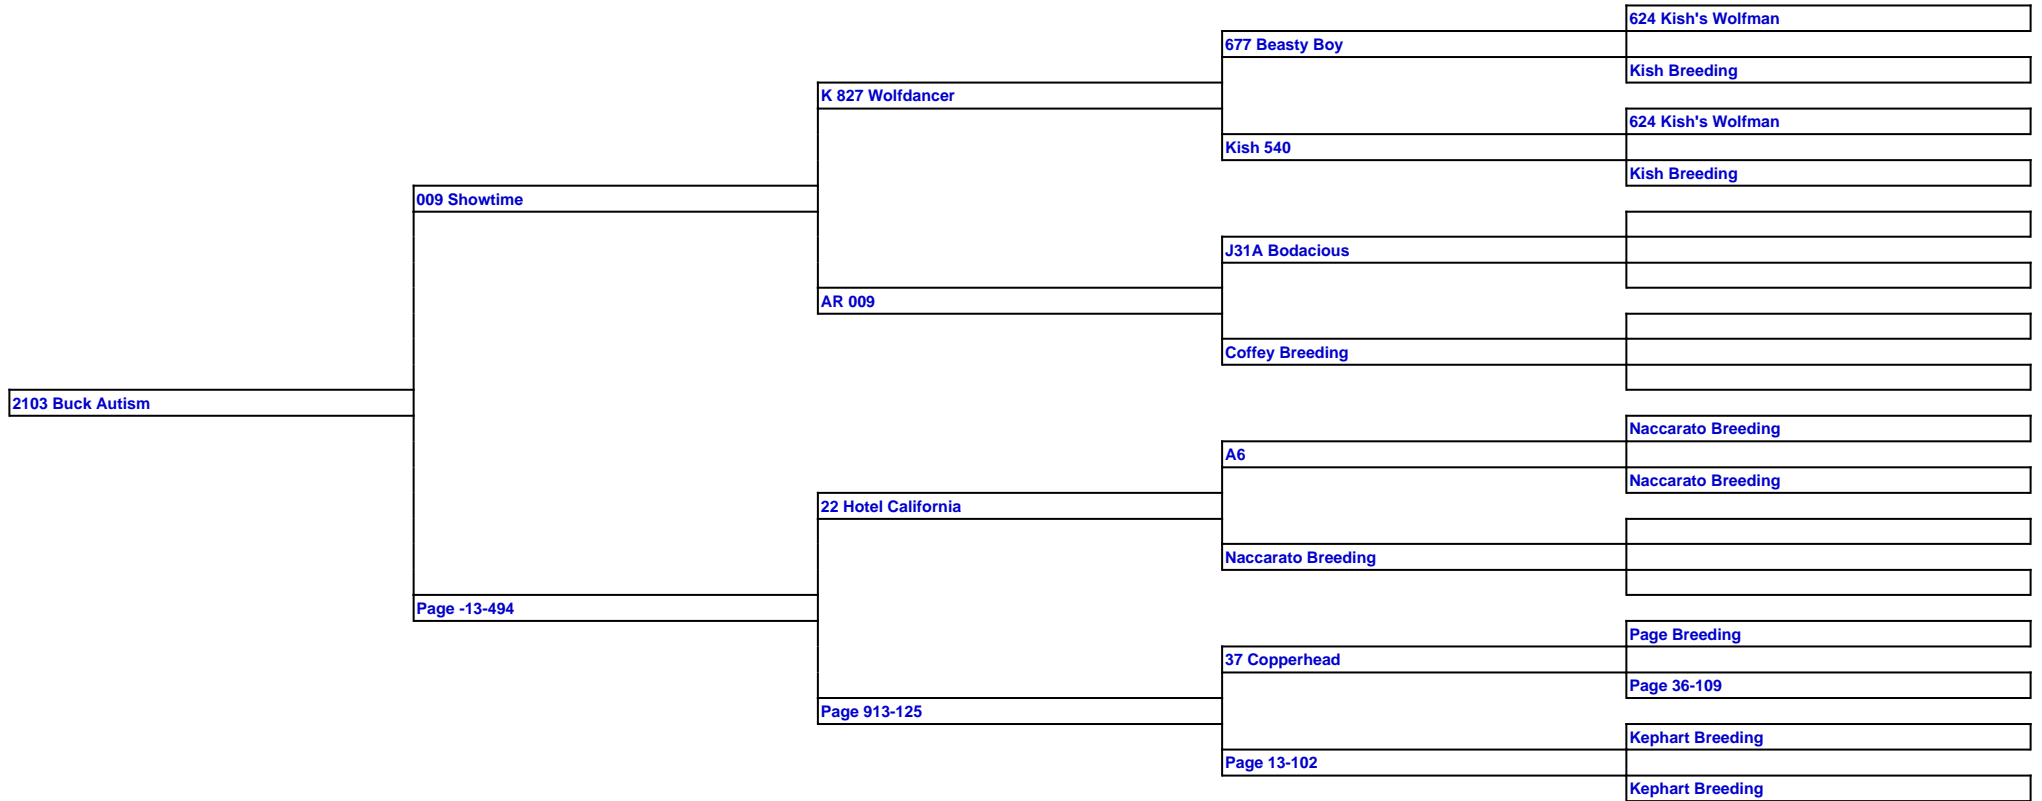 624 Kish's Wolfman
677 Beasty Boy
Kish Breeding
K 827 Wolfdancer
624 Kish's Wolfman
Kish 540
Kish Breeding
009 Showtime
J31A Bodacious
AR 009
Coffey Breeding
2103 Buck Autism
Naccarato Breeding
A6
Naccarato Breeding
22 Hotel California
Naccarato Breeding
Page -13-494
Page Breeding
37 Copperhead
Page 36-109
Page 913-125
Kephart Breeding
Page 13-102
Kephart Breeding